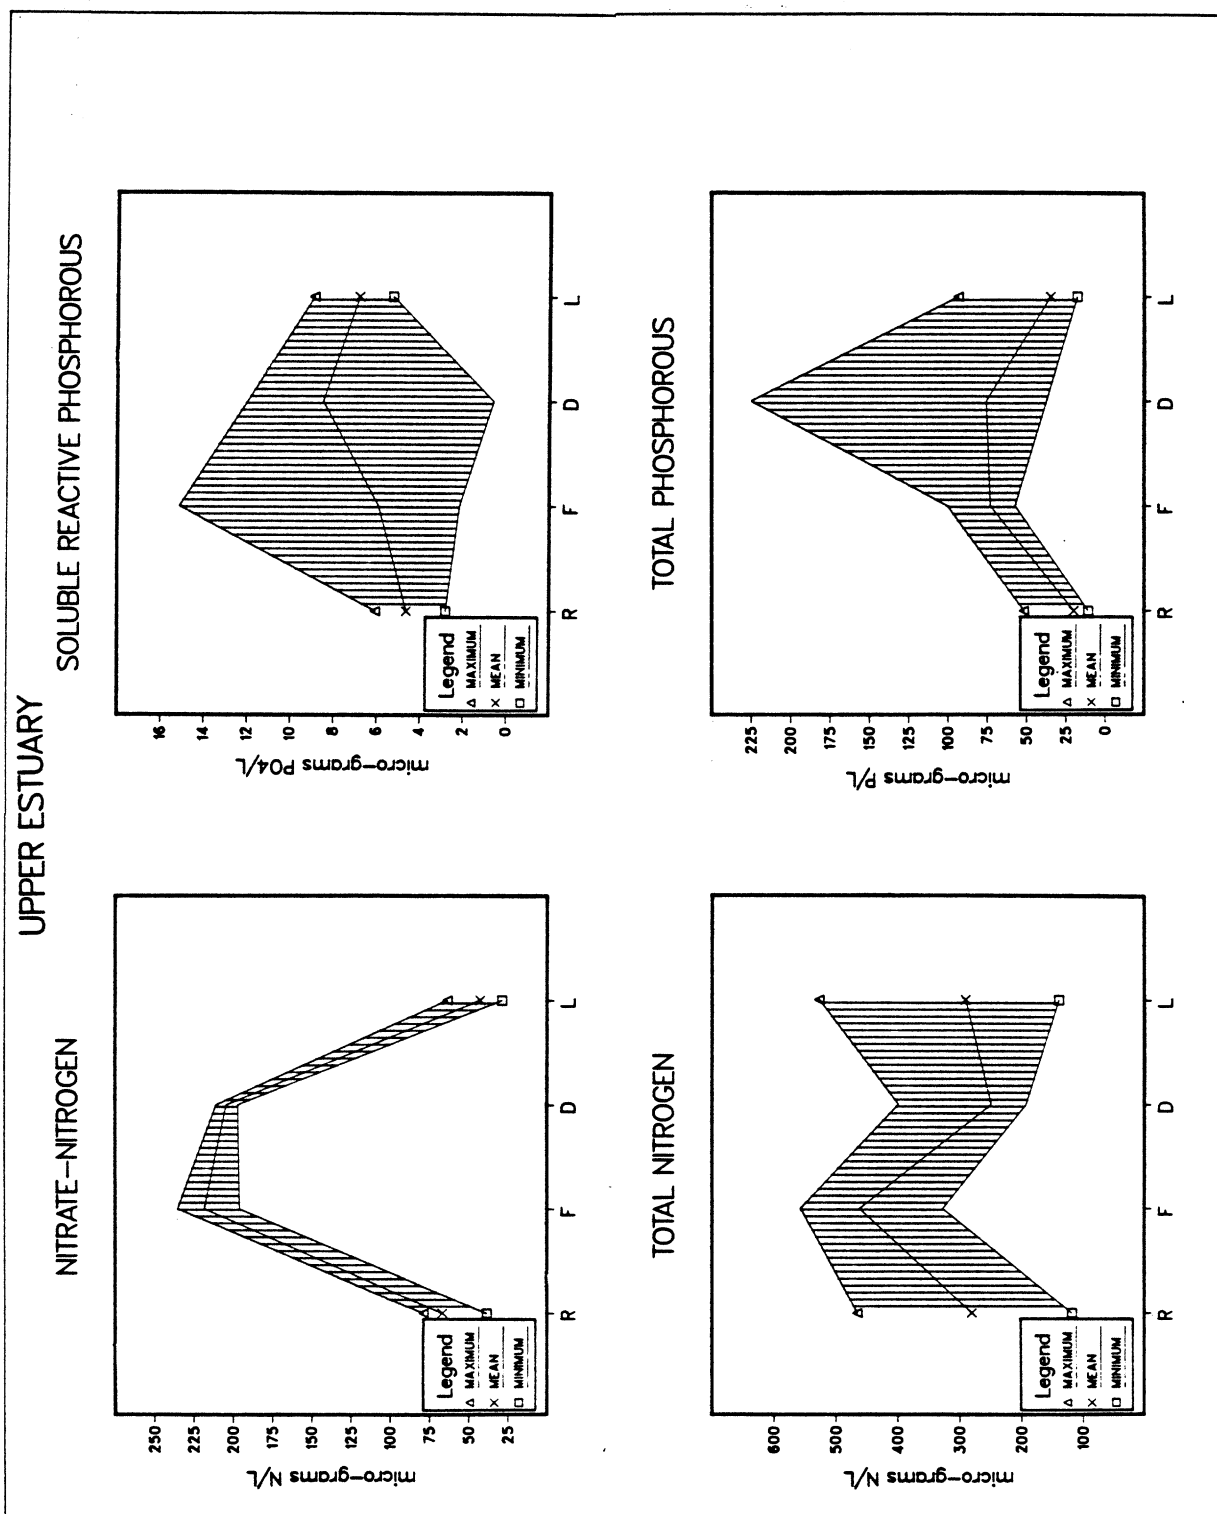 UPPER ESTUARY
NITRATE-NITROGEN
micro-grams N/L
250
225
200
175
150
125
100
75
50
25
Legend
△ MAXIMUM
× MEAN
□ MINIMUM
R F D L
SOLUBLE REACTIVE PHOSPHOROUS
micro-grams PO4/L
16
14
12
10
8
6
4
2
0
Legend
△ MAXIMUM
× MEAN
□ MINIMUM
R F D L
TOTAL NITROGEN
micro-grams N/L
600
500
400
300
200
100
Legend
△ MAXIMUM
× MEAN
□ MINIMUM
R F D L
TOTAL PHOSPHOROUS
micro-grams P/L
225
200
175
150
125
100
75
50
25
0
Legend
△ MAXIMUM
× MEAN
□ MINIMUM
R F D L